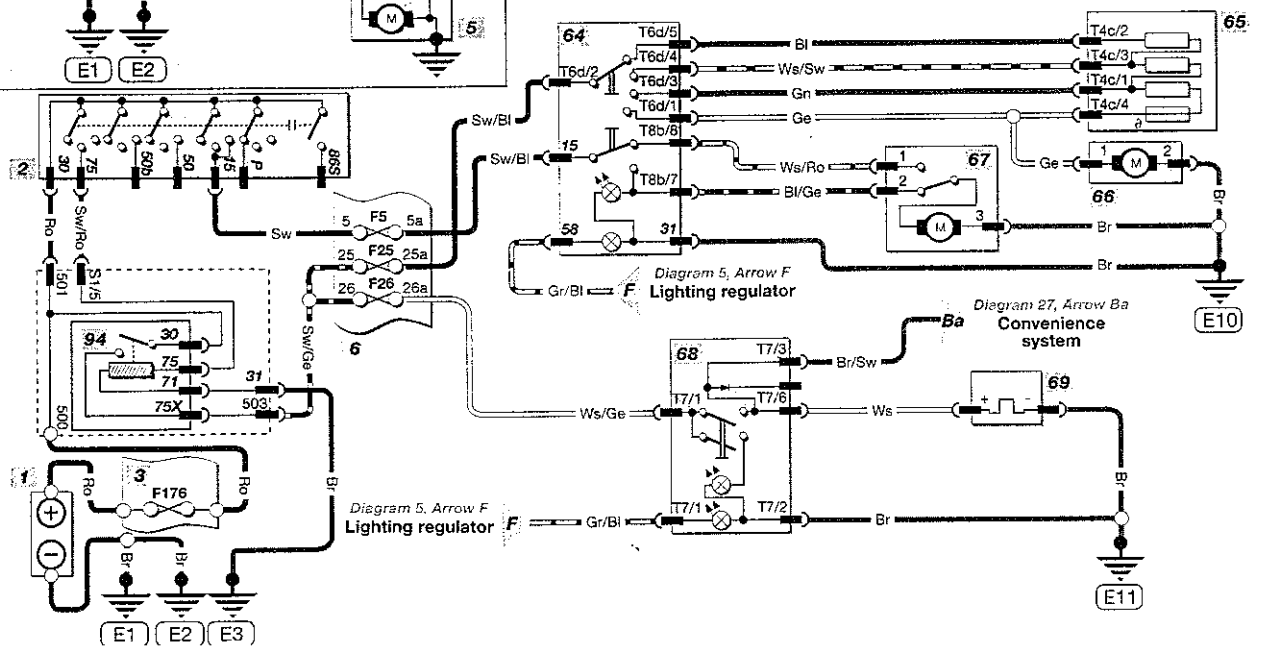 E1
E2
M
5
64
T6d/5
T6d/4
T6d/2
T6d/3
T6d/1
T8b/8
15
T8b/7
58
31
Bl
Ws/Sw
Gn
Ge
65
T4c/2
T4c/3
T4c/1
T4c/4
Sw/Bl
Sw/Bl
Ws/Ro
Bl/Ge
1
67
2
M
3
Ge
1
M
2
66
Br
Br
Br
E10
2
30
75
50b
50
15
P
86S
Ro
Sw/Ro
Sw
5
F5
5a
25
F25
25a
26
F26
26a
6
Gr/Bl
F
Diagram 5, Arrow F
Lighting regulator
501
S1/5
94
30
75
71
75X
31
503
500
Sw/Ge
Ba
Diagram 27, Arrow Ba
Convenience
system
68
T7/3
Br/Sw
T7/1
T7/6
Ws/Ge
Ws
69
+
-
Br
1
Ro
3
F176
Ro
Br
+
−
Diagram 5, Arrow F
Lighting regulator
F
Gr/Bl
T7/1
T7/2
Br
Br
Br
E1
E2
E3
E11